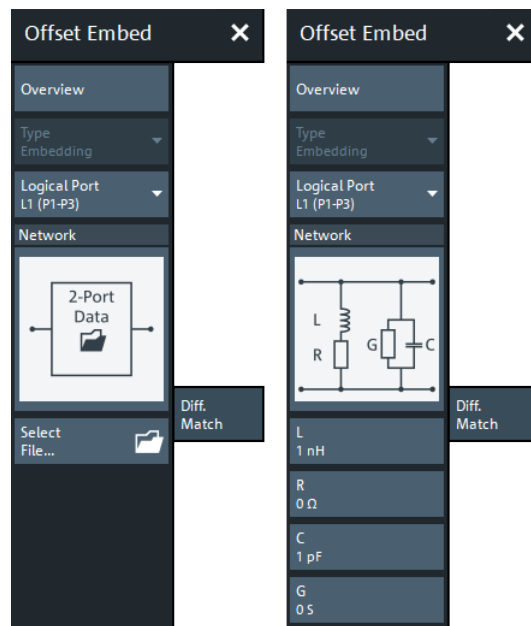 Offset Embed
Overview
Type
Embedding
Logical Port
L1 (P1-P3)
Network
2-Port
Data
Select
File...
Diff.
Match
Offset Embed
Overview
Type
Embedding
Logical Port
L1 (P1-P3)
Network
L
R
G
C
L
1 nH
R
0 Ω
C
1 pF
G
0 S
Diff.
Match